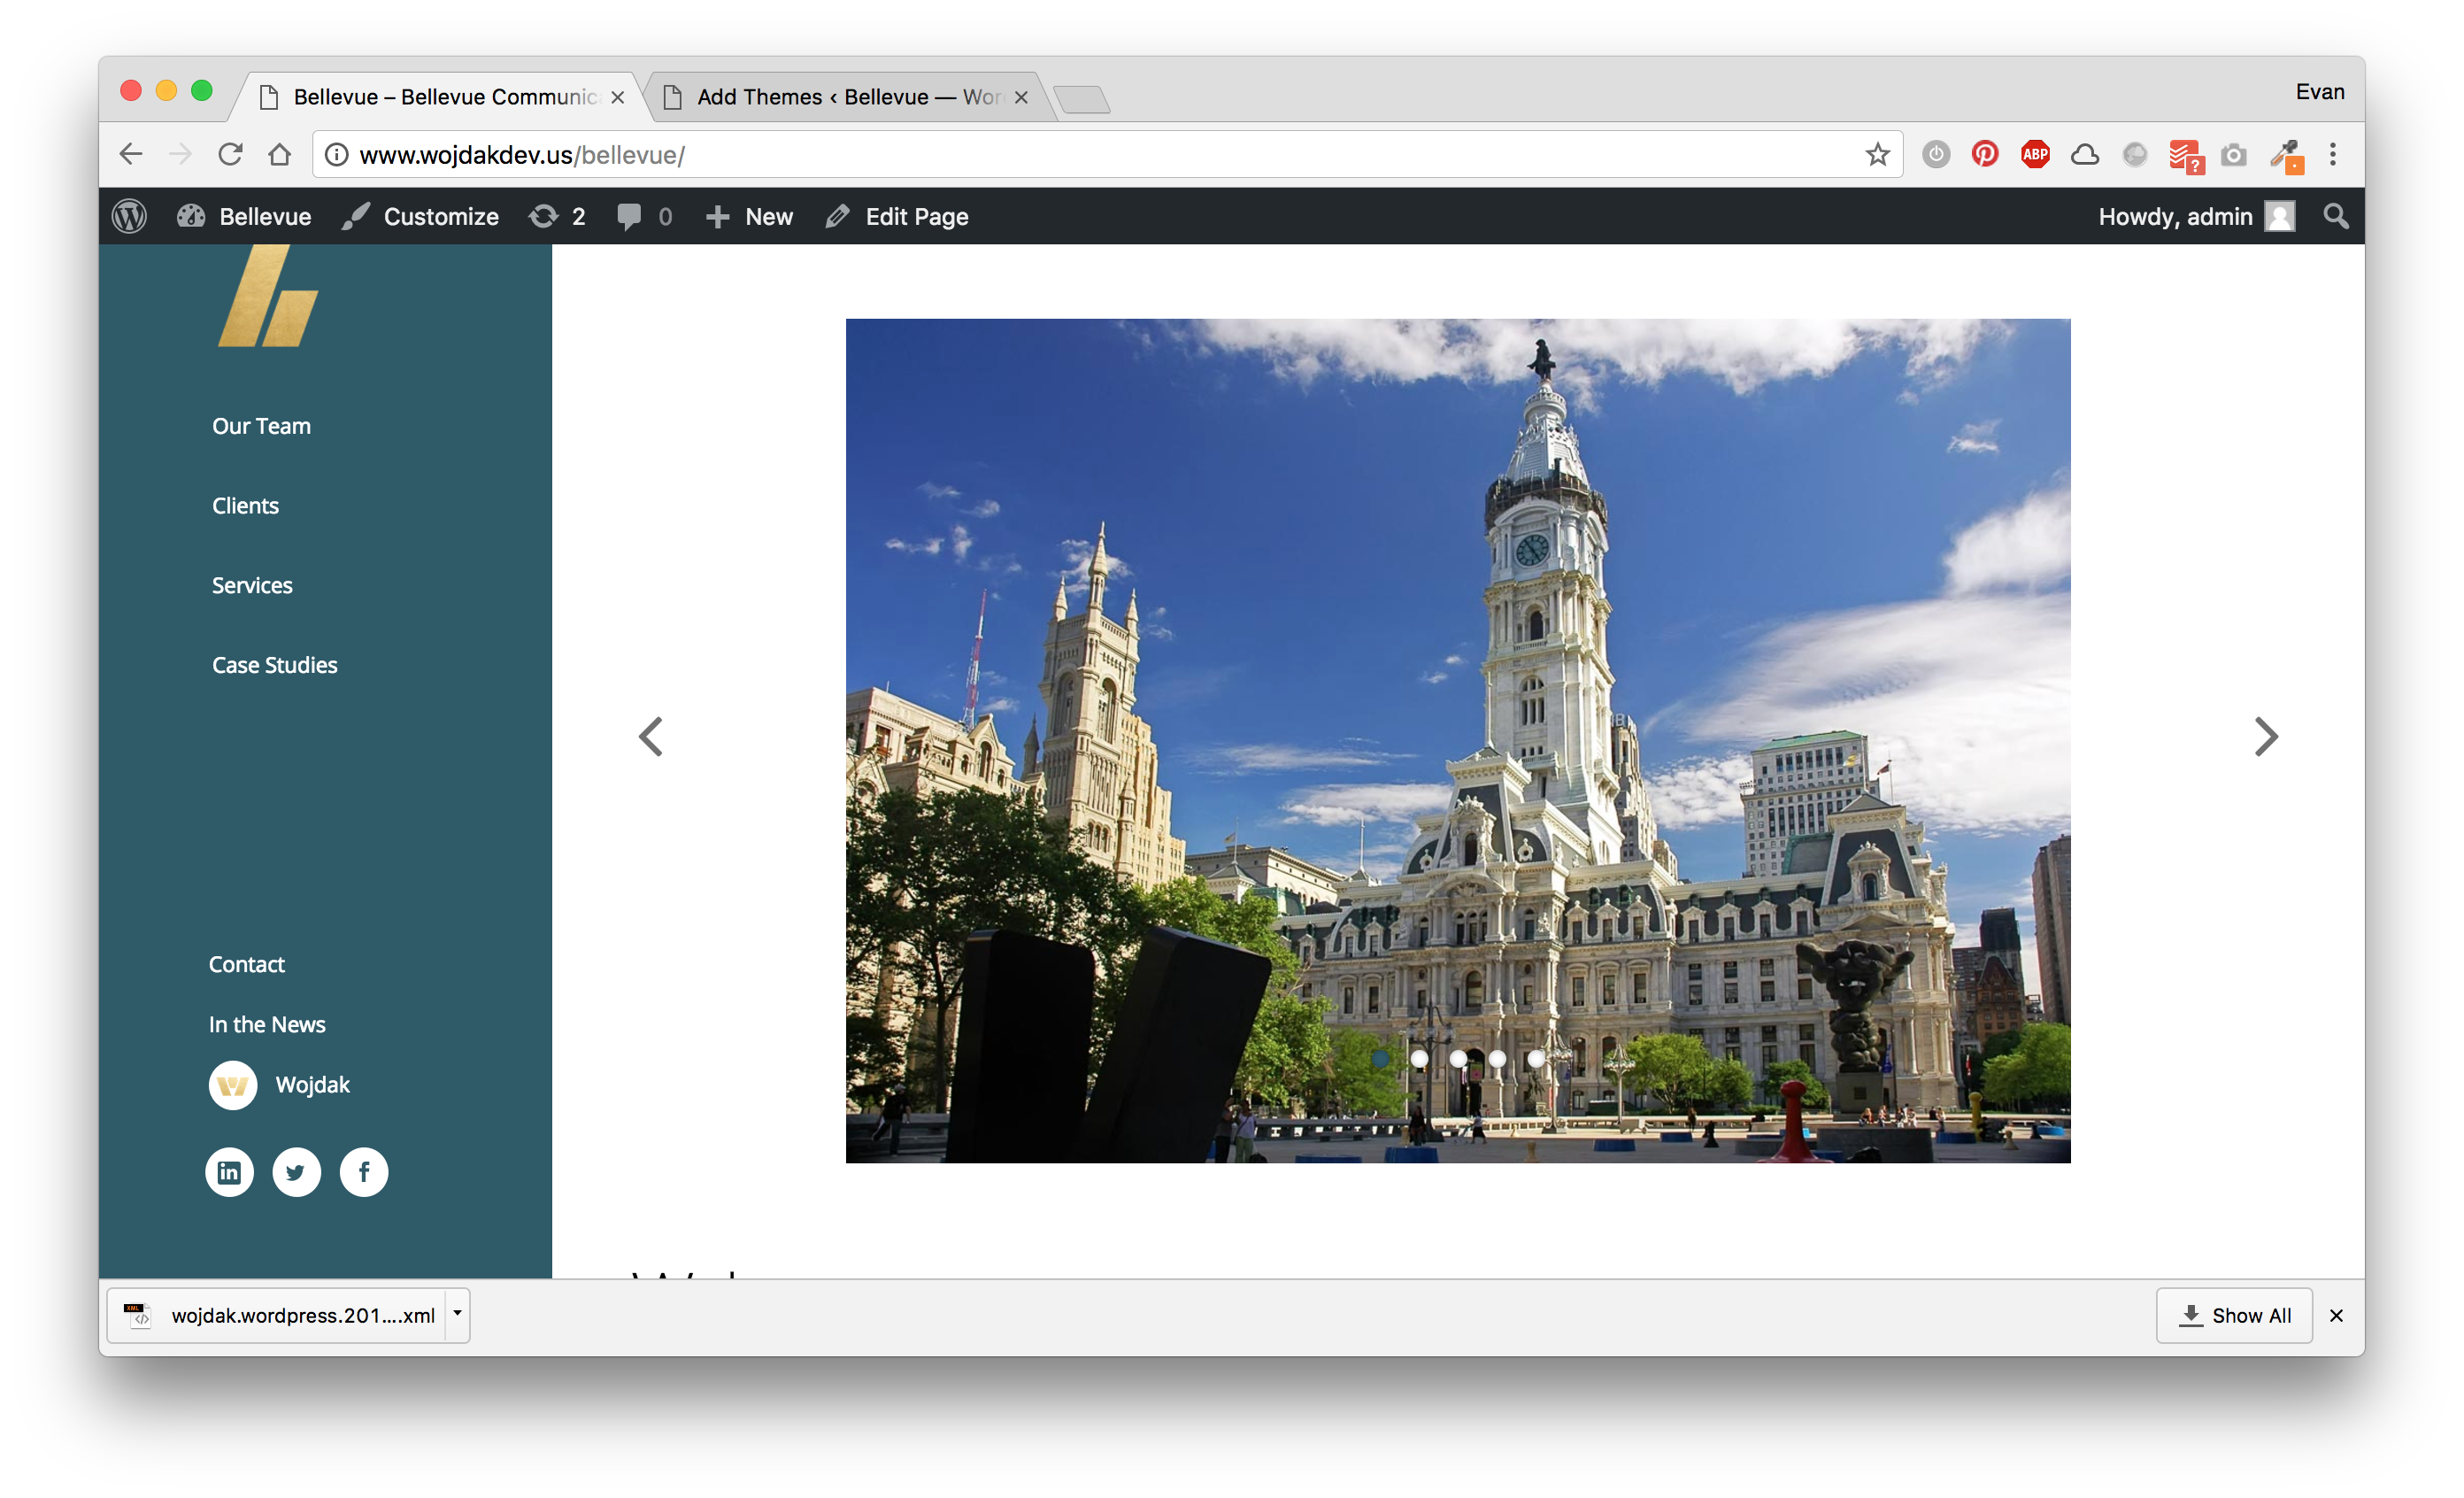 Bellevue – Bellevue Communic
Add Themes ‹ Bellevue — Wor
Evan
www.wojdakdev.us/bellevue/
ABP
?
Bellevue
Customize
2
0
New
Edit Page
Howdy, admin
Our Team
Clients
Services
Case Studies
Contact
In the News
Wojdak
in
f
XML
wojdak.wordpress.201....xml
Show All